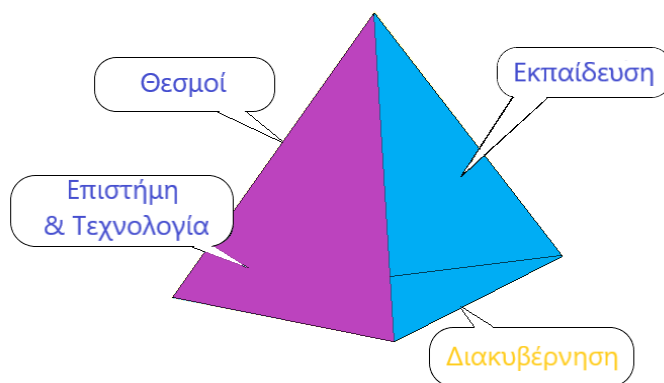 Θεσμοί
Εκπαίδευση
Επιστήμη
& Τεχνολογία
Διακυβέρνηση